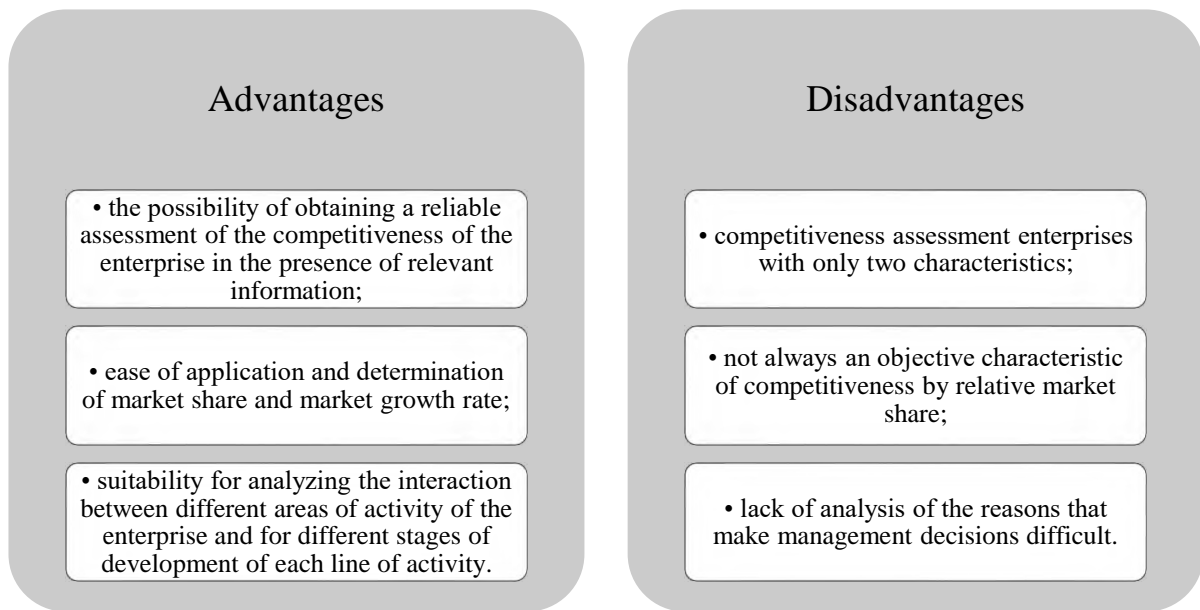 Advantages
• the possibility of obtaining a reliable
assessment of the competitiveness of the
enterprise in the presence of relevant
information;
• ease of application and determination
of market share and market growth rate;
• suitability for analyzing the interaction
between different areas of activity of the
enterprise and for different stages of
development of each line of activity.
Disadvantages
• competitiveness assessment enterprises
with only two characteristics;
• not always an objective characteristic
of competitiveness by relative market
share;
• lack of analysis of the reasons that
make management decisions difficult.